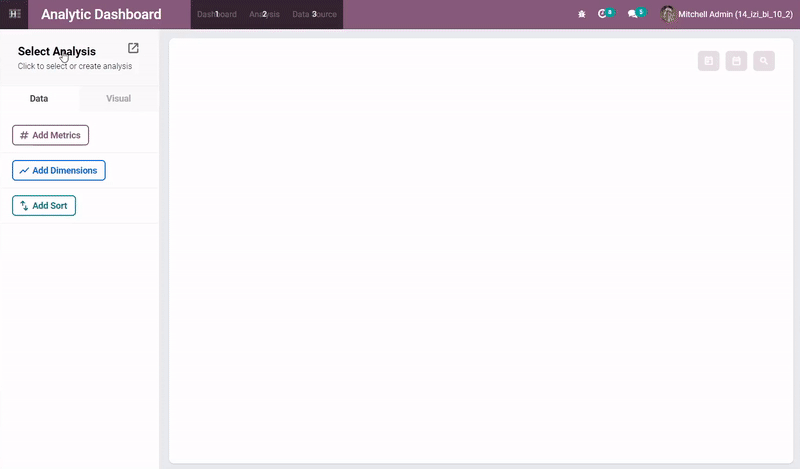 H Analytic Dashboard Dashboard 1 Analysis 2 Data Source 3 8 5 Mitchell Admin (14_izi_bi_10_2)
Select Analysis
Click to select or create analysis
Data Visual
# Add Metrics
Add Dimensions
Add Sort